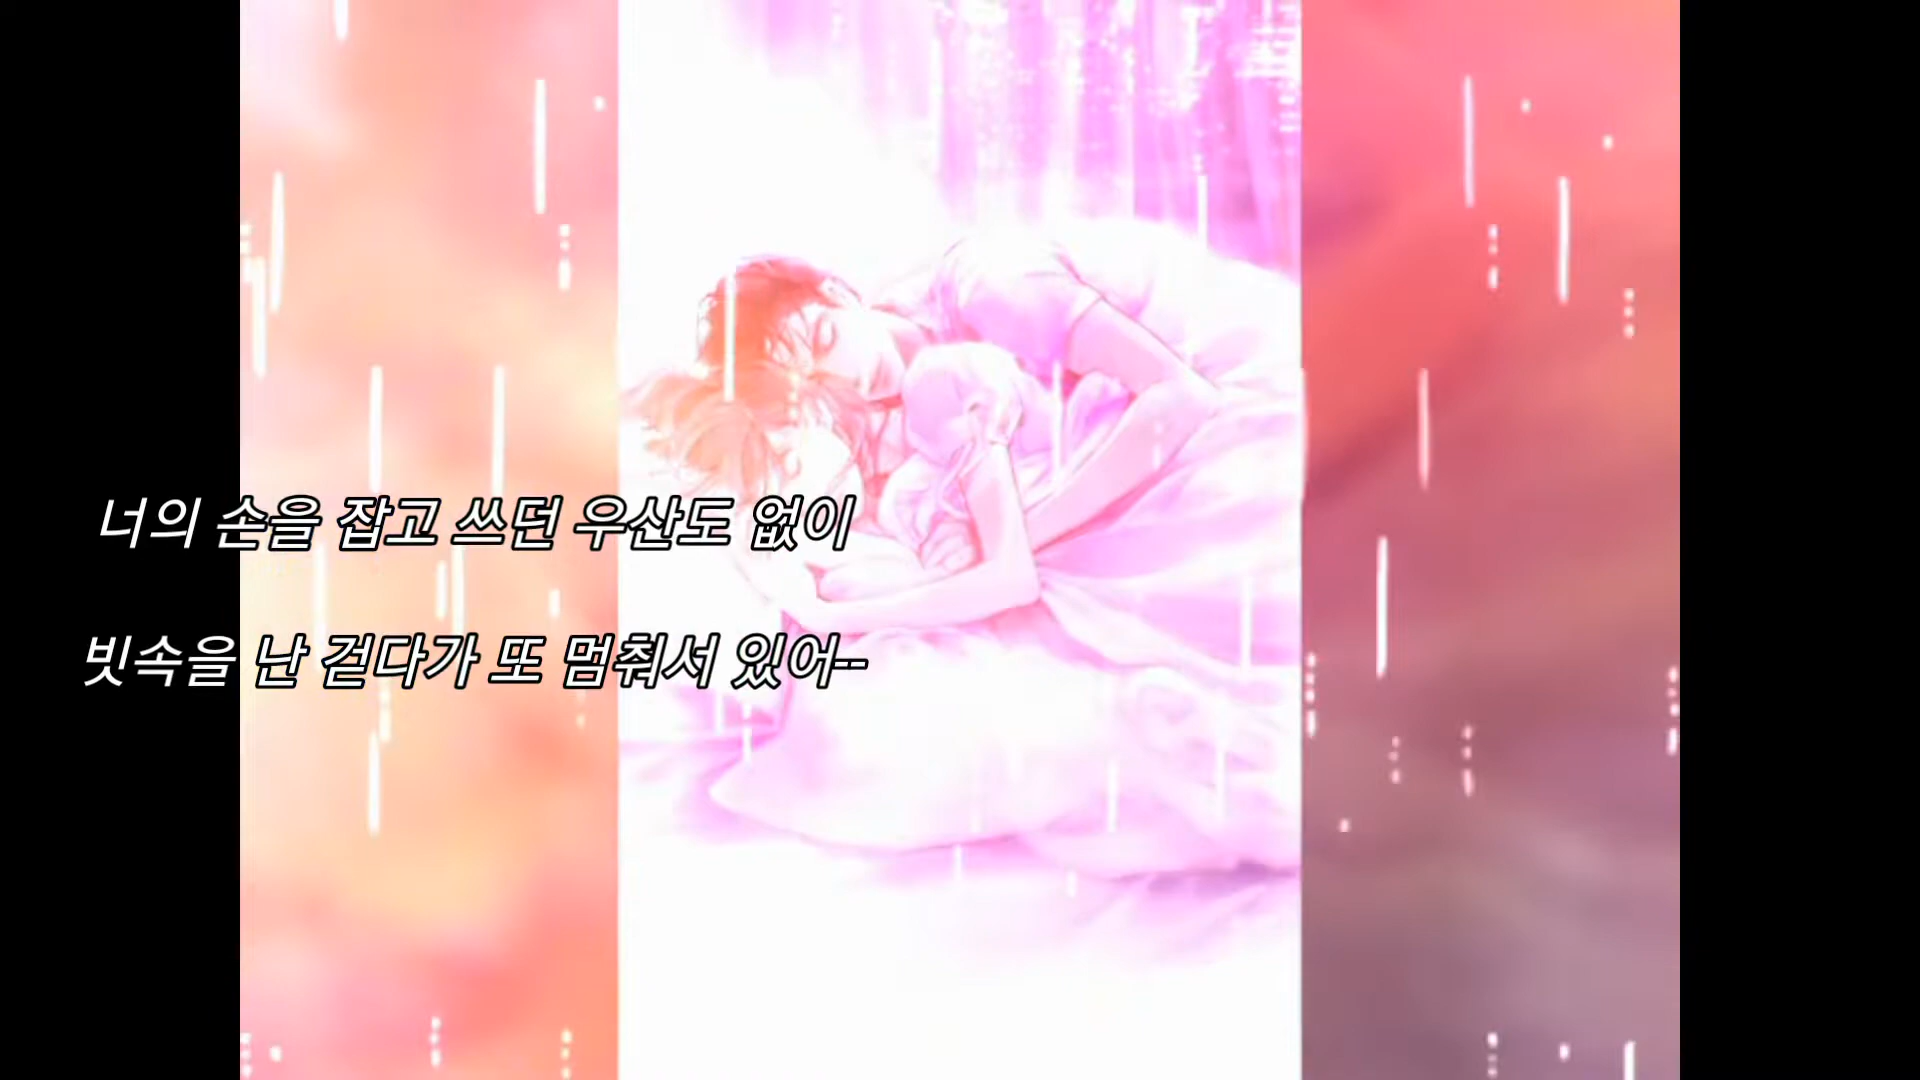 너의 손을 잡고 쓰던 우산도 없이
빗속을 난 걷다가 또 멈춰서 있어--